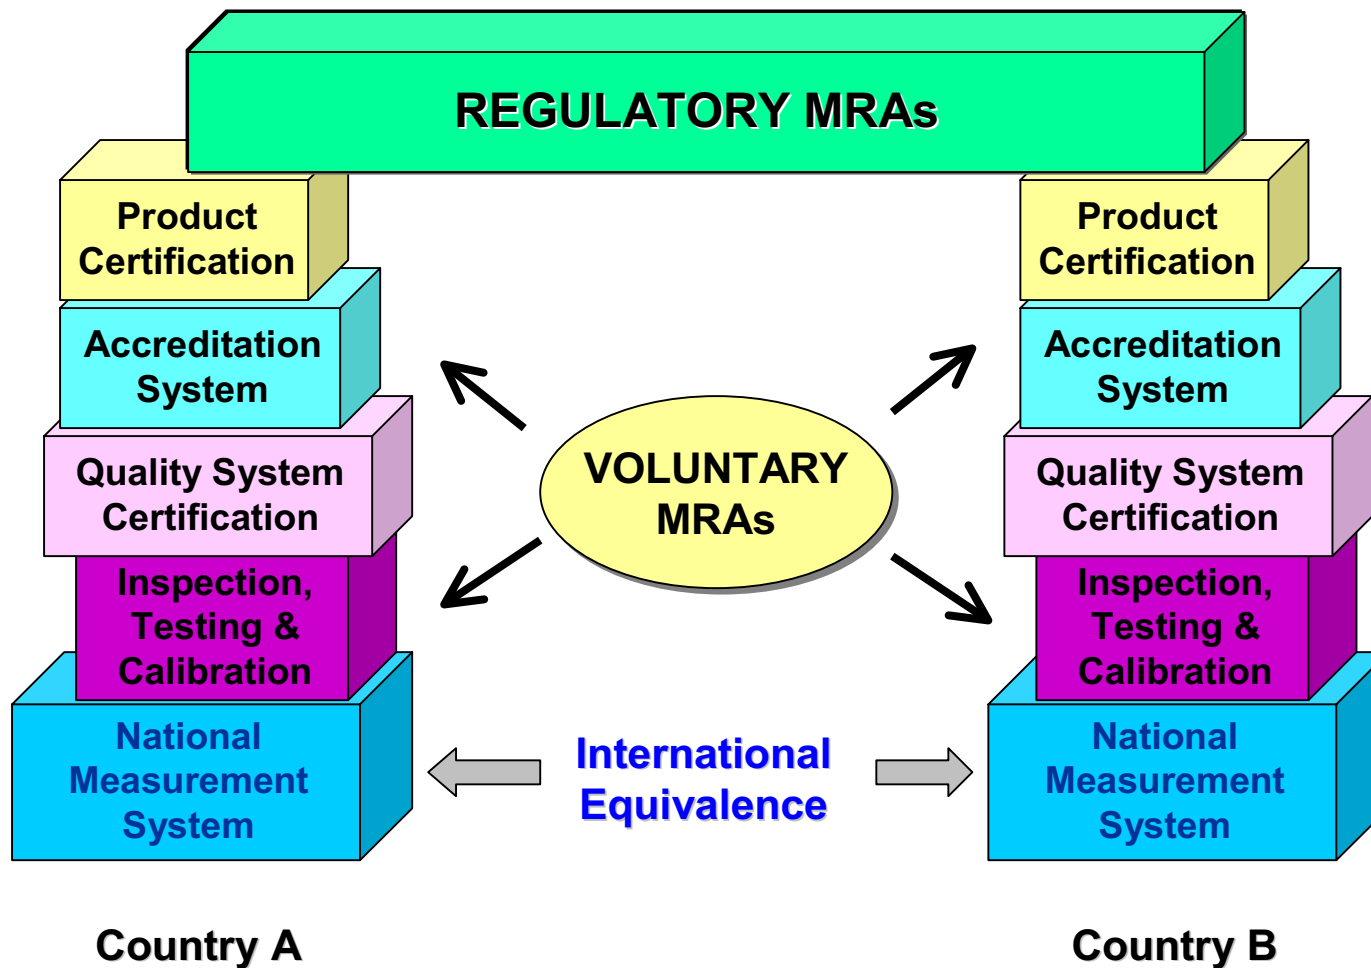 REGULATORY MRAs
Product
Certification
Accreditation
System
Quality System
Certification
Inspection,
Testing &
Calibration
National
Measurement
System
Country A
VOLUNTARY
MRAs
International
Equivalence
Product
Certification
Accreditation
System
Quality System
Certification
Inspection,
Testing &
Calibration
National
Measurement
System
Country B